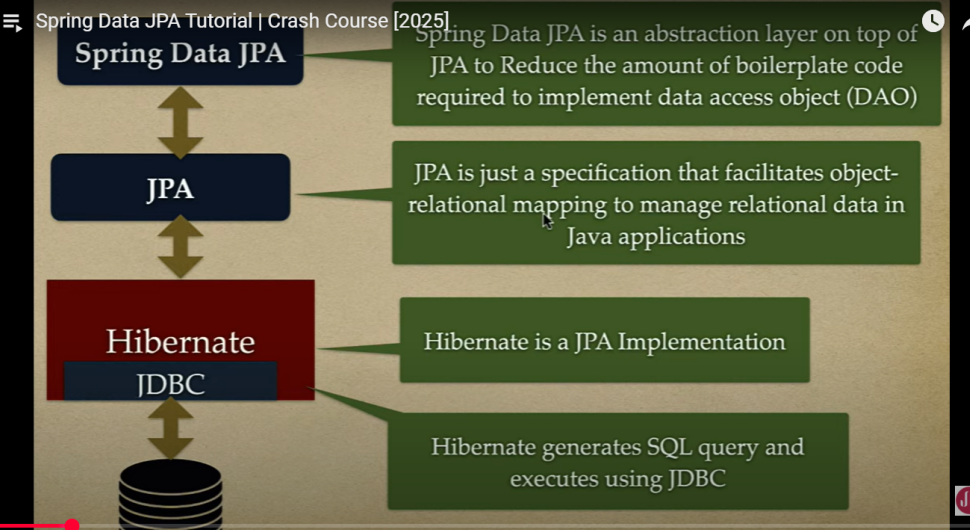 Spring Data JPA Tutorial | Crash Course [2025]
Spring Data JPA
Spring Data JPA is an abstraction layer on top of
JPA to Reduce the amount of boilerplate code
required to implement data access object (DAO)
JPA
JPA is just a specification that facilitates object-
relational mapping to manage relational data in
Java applications
Hibernate
Hibernate is a JPA Implementation
JDBC
Hibernate generates SQL query and
executes using JDBC